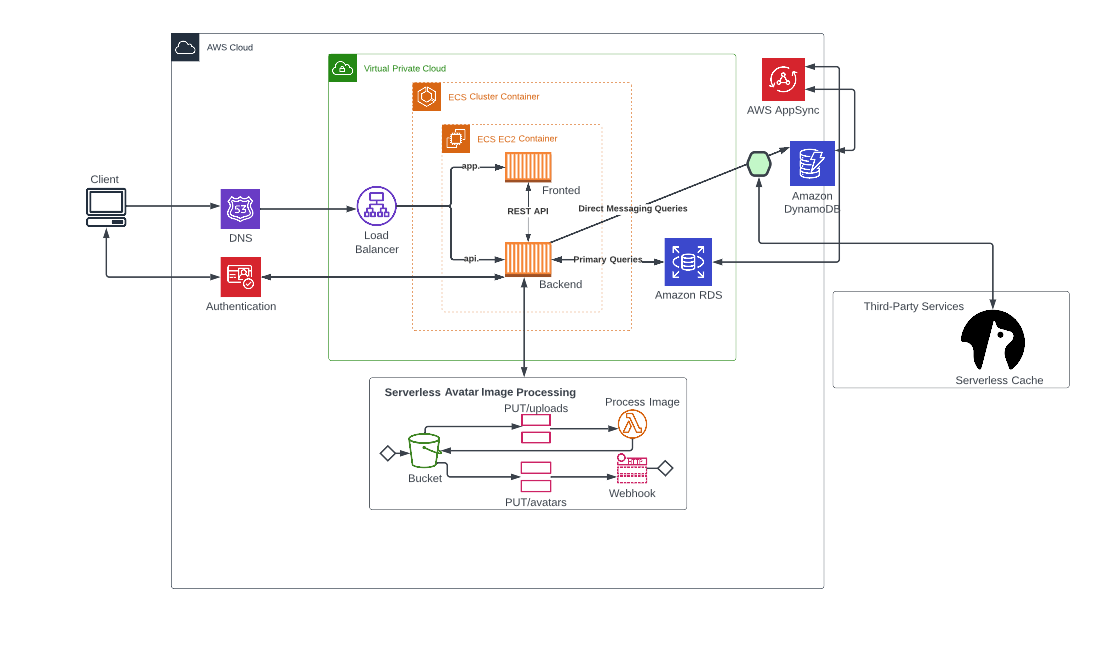 AWS Cloud
Virtual Private Cloud
ECS Cluster Container
ECS EC2 Container
AWS AppSync
app.
Fronted
Client
53
DNS
Load
Balancer
REST API
Direct Messaging Queries
Amazon
DynamoDB
api.
Backend
Primary Queries
Amazon RDS
Authentication
Third-Party Services
Serverless Cache
Serverless Avatar Image Processing
PUT/uploads
Process Image
Bucket
HTTP
Webhook
PUT/avatars